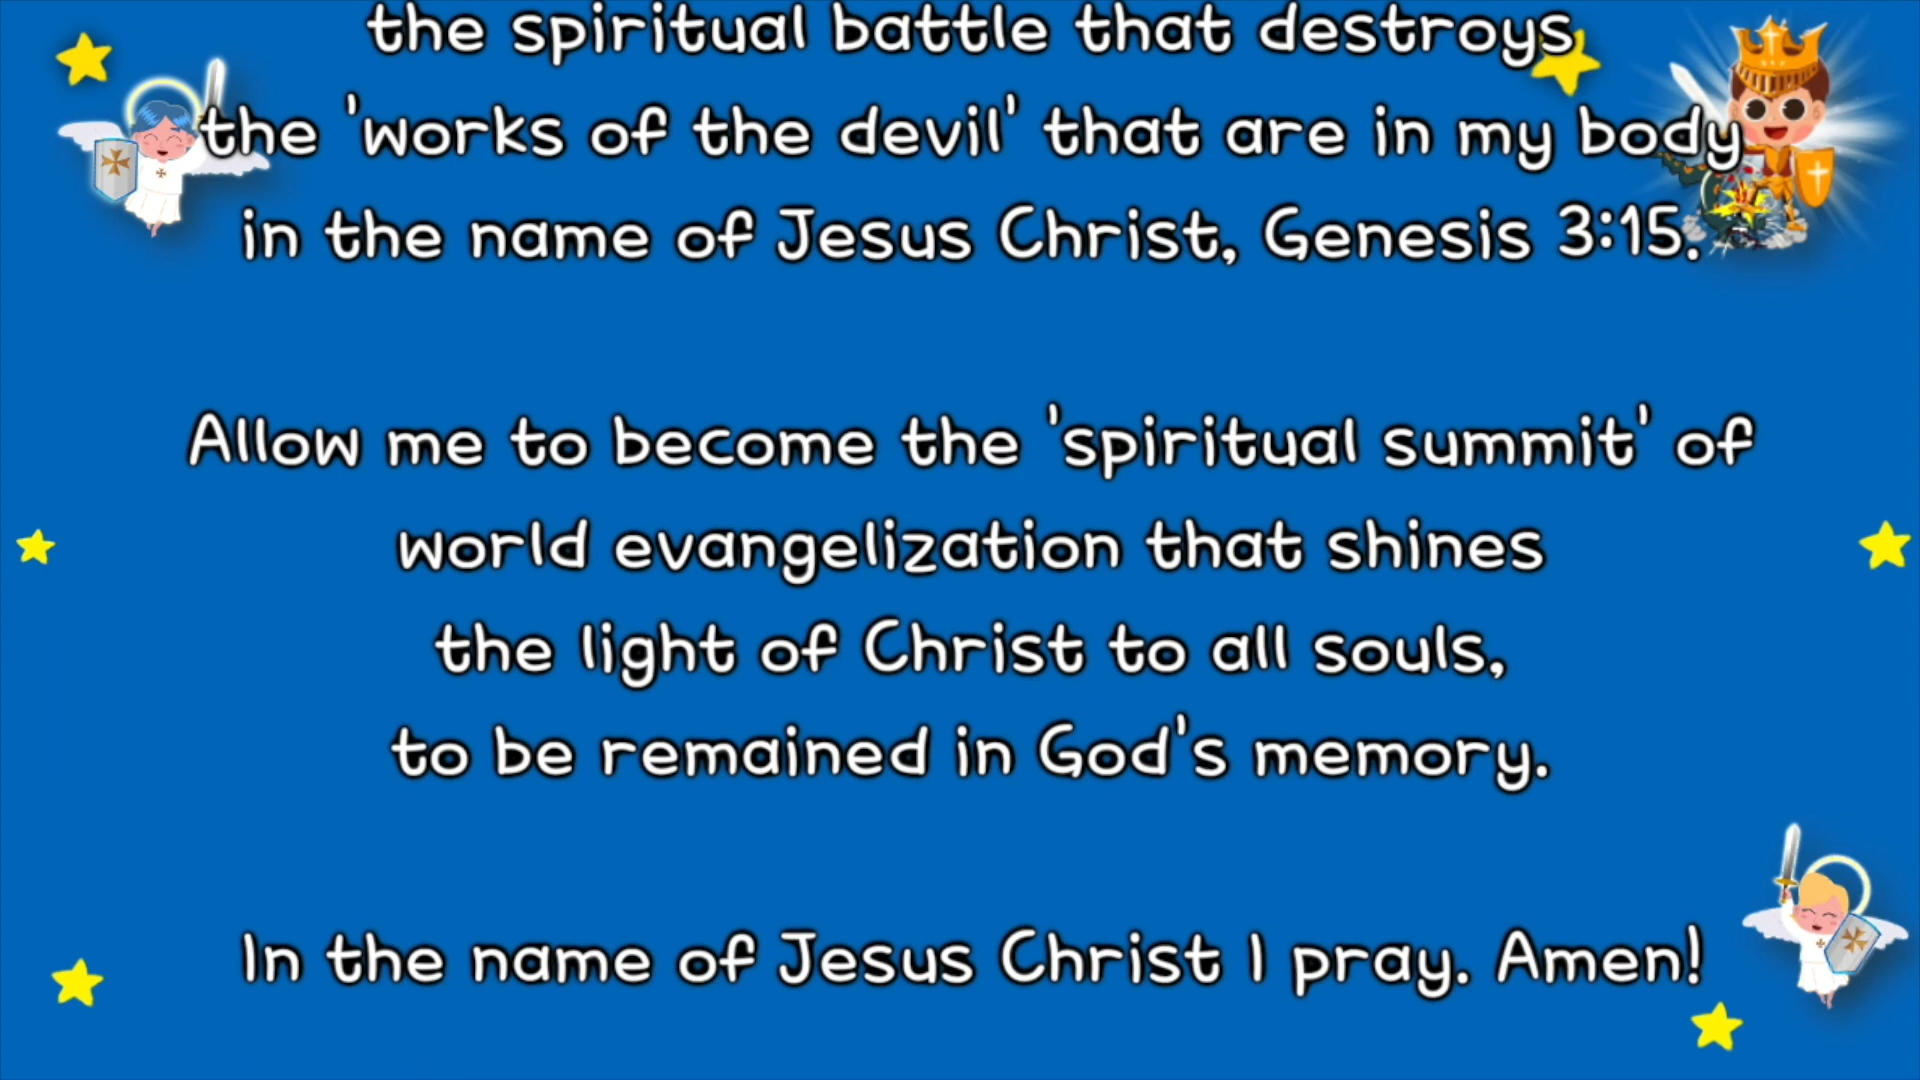 the spiritual battle that destroys
the 'works of the devil' that are in my body
in the name of Jesus Christ, Genesis 3:15.
Allow me to become the 'spiritual summit' of
world evangelization that shines
the light of Christ to all souls,
to be remained in God's memory.
In the name of Jesus Christ I pray. Amen!